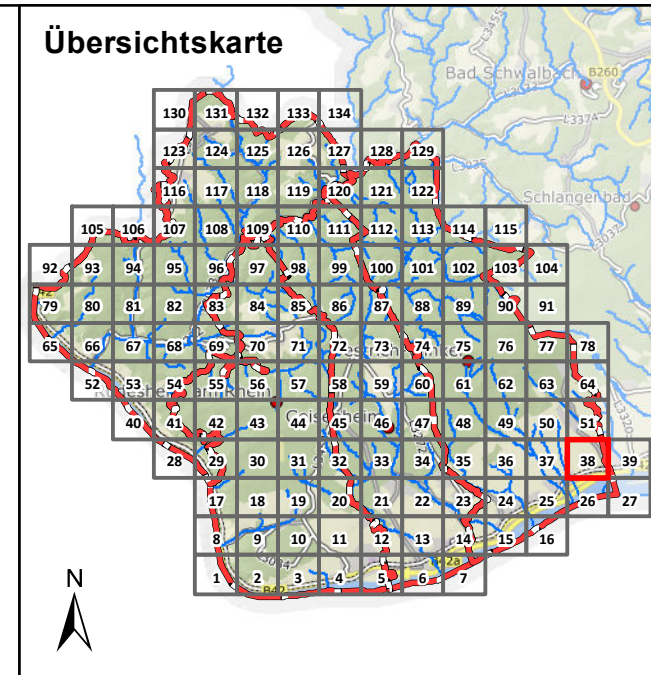 Übersichtskarte
L3455
Bad Schwalbach
B260
L3374
130 131 132 133 134
123 124 125 126 127 128 129
L3035
116 117 118 119 120 121 122
Schlangenbad
L3037
105 106 107 108 109 110 111 112 113 114 115
92 93 94 95 96 97 98 99 100 101 102 103 104
79 80 81 82 83 84 85 86 87 88 89 90 91
65 66 67 68 69 70 71 72 73 74 75 76 77 78
52 53 54 55 56 57 58 59 60 61 62 63 64
Geisenheim
L3320
40 41 42 43 44 45 46 47 48 49 50 51
28 29 30 31 32 33 34 35 36 37 38 39
17 18 19 20 21 22 23 24 25 26 27
8 9 10 11 12 13 14 15 16
L3034
B42a
1 2 3 4 5 6 7
B42
N